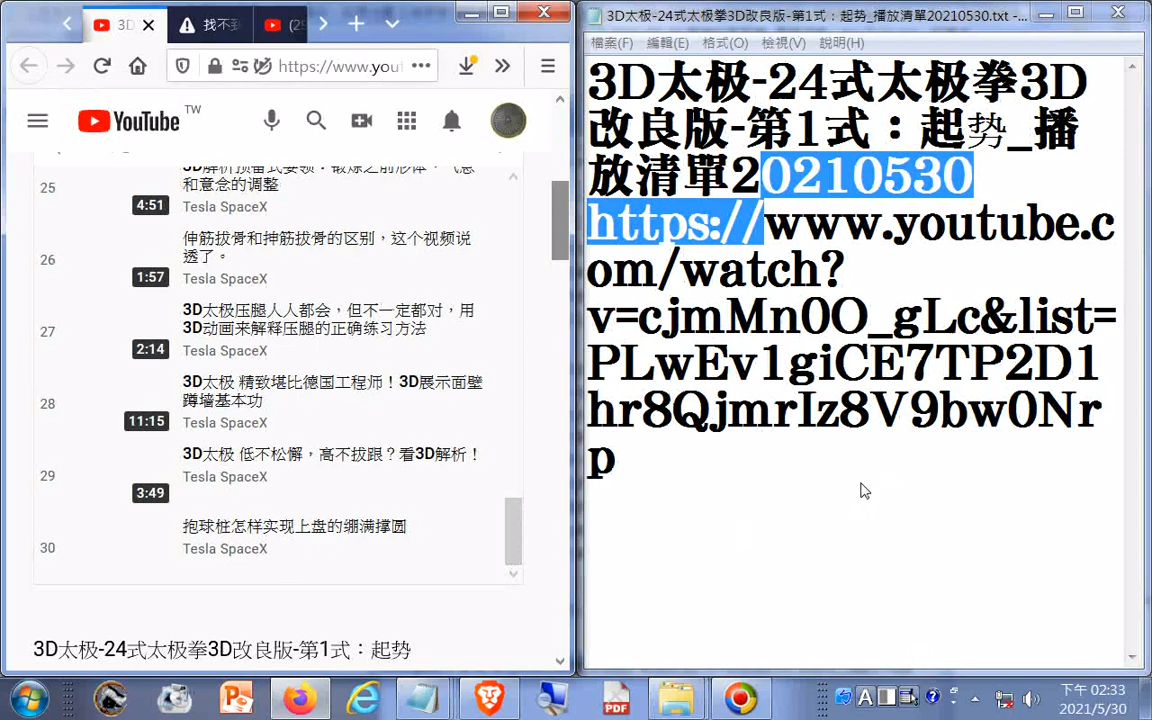 3D
找不到
(29
https://www.you
YouTube
TW
25
3D解析预备式要领：锻炼之前形体，气息
和意念的调整
4:51
Tesla SpaceX
26
伸筋拔骨和抻筋拔骨的区别，这个视频说
透了。
1:57
Tesla SpaceX
27
3D太极压腿人人都会，但不一定都对，用
3D动画来解释压腿的正确练习方法
2:14
Tesla SpaceX
28
3D太极 精致堪比德国工程师！3D展示面壁
蹲墙基本功
11:15
Tesla SpaceX
29
3D太极 低不松懈，高不拔跟？看3D解析！
3:49
Tesla SpaceX
30
抱球桩怎样实现上盘的绷满撑圆
Tesla SpaceX
3D太极-24式太极拳3D改良版-第1式：起势
3D太极-24式太极拳3D改良版-第1式：起势_播放清單20210530.txt -...
檔案(F) 編輯(E) 格式(O) 檢視(V) 說明(H)
3D太极-24式太极拳3D
改良版-第1式：起势_播
放清單20210530
https://www.youtube.c
om/watch?
v=cjmMn0O_gLc&list=
PLwEv1giCE7TP2D1
hr8QjmrIz8V9bw0Nr
p
PDF
A
下午 02:33
2021/5/30